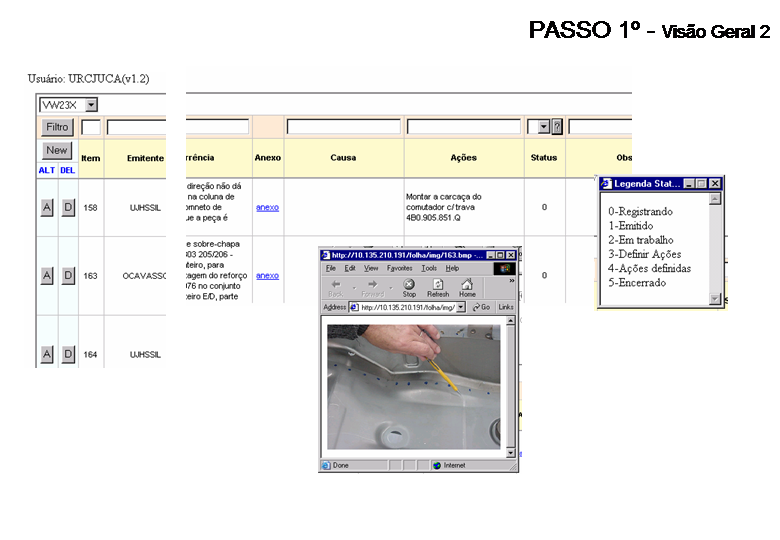 PASSO 1º - Visão Geral 2
Usuário: URCJUCA(v1.2)
VW23X
Filtro
?
New
ALT DEL
Item
Emitente
rrência
Anexo
Causa
Ações
Status
Obs
A D 158 UJHSSIL
direção não dá
na coluna de
nneto de
ue a peça é
anexo
Montar a carcaça do
comutador c/ trava
4B0.905.851.Q
0
A D 163 OCAVASSO
e sobre-chapa
03 205/206 -
nteiro, para
tagem do reforço
076 no conjunto
teiro E/D, parte
anexo
0
A D 164 UJHSSIL
Legenda Stat...
0-Registrando
1-Emitido
2-Em trabalho
3-Definir Ações
4-Ações definidas
5-Encerrado
http://10.135.210.191/folha/img/163.bmp - ...
File Edit View Favorites Tools Help
Back Forward Stop Refresh Home
Address http://10.135.210.191/folha/img/ Go Links
Done Internet